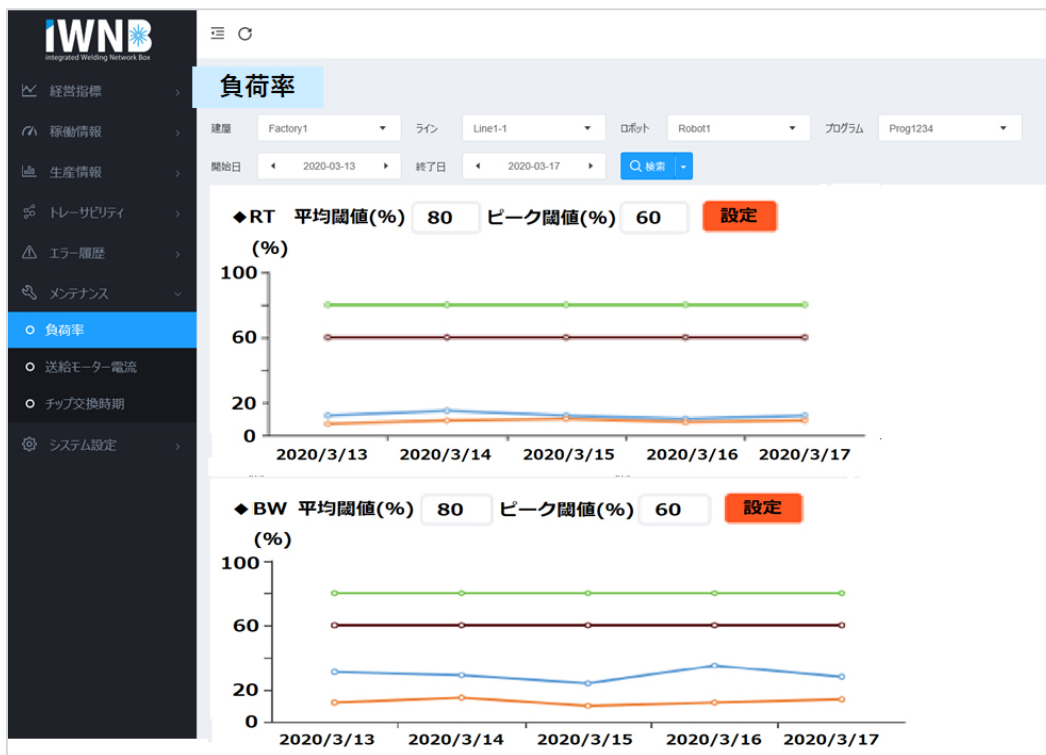 iWNB
Integrated Welding Network Box
経営指標
稼働情報
生産情報
トレーサビリティ
エラー履歴
メンテナンス
負荷率
送給モーター電流
チップ交換時期
システム設定
負荷率
建屋 Factory1 ライン Line1-1 ロボット Robot1 プログラム Prog1234
開始日 2020-03-13 終了日 2020-03-17 検索
◆RT 平均閾値(%) 80 ピーク閾値(%) 60 設定
(%)
100
60
20
0
2020/3/13 2020/3/14 2020/3/15 2020/3/16 2020/3/17
◆BW 平均閾値(%) 80 ピーク閾値(%) 60 設定
(%)
100
60
20
0
2020/3/13 2020/3/14 2020/3/15 2020/3/16 2020/3/17